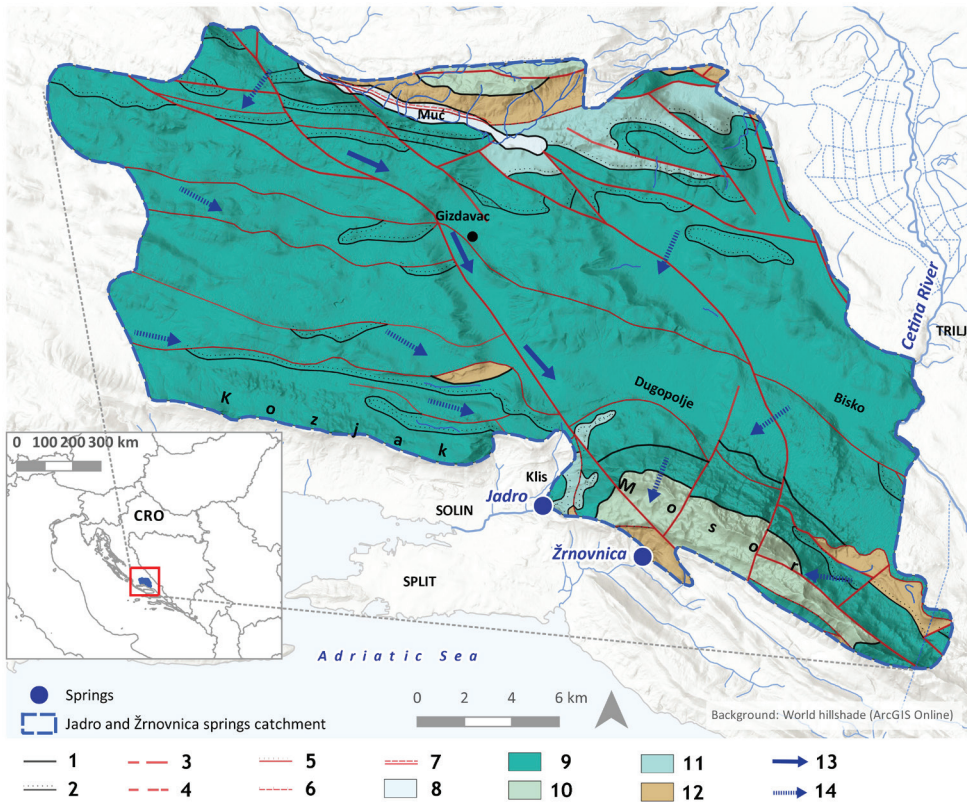 Muć
Gizdavac
Cetina River
TRILJ
Dugopolje
Bisko
Kozjak
0 100 200 300 km
CRO
Klis
Jadro
SOLIN
Mosor
Žrnovnica
SPLIT
Adriatic Sea
Springs
Jadro and Žrnovnica springs catchment
0 2 4 6 km
Background: World hillshade (ArcGIS Online)
1 3 5 7 9 11 13
2 4 6 8 10 12 14